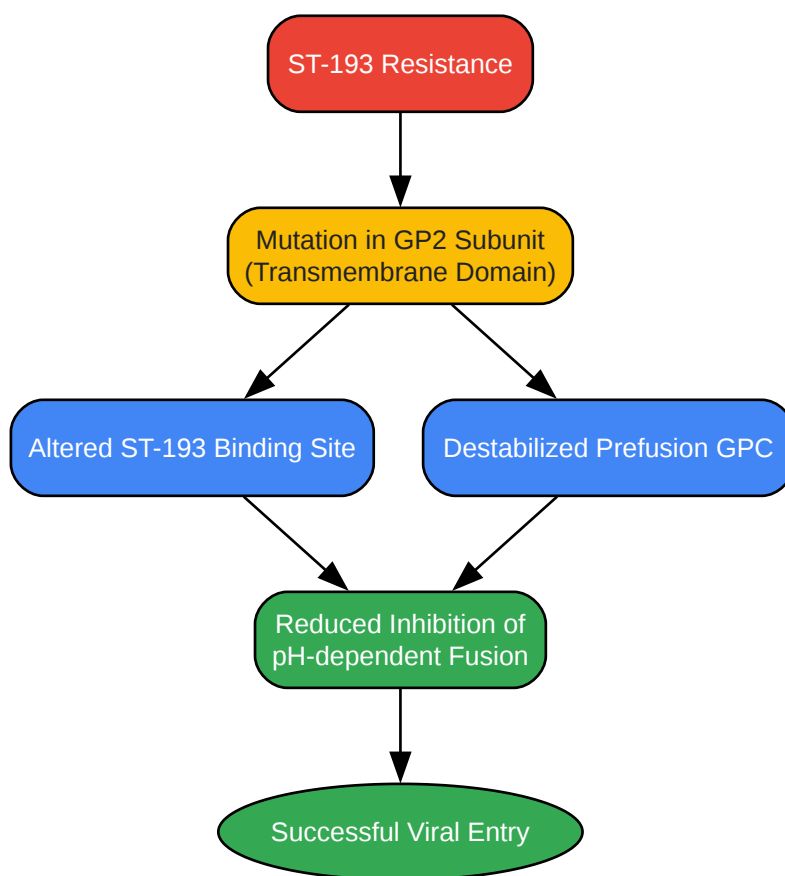 ST-193 Resistance
Mutation in GP2 Subunit
(Transmembrane Domain)
Altered ST-193 Binding Site
Destabilized Prefusion GPC
Reduced Inhibition of
pH-dependent Fusion
Successful Viral Entry